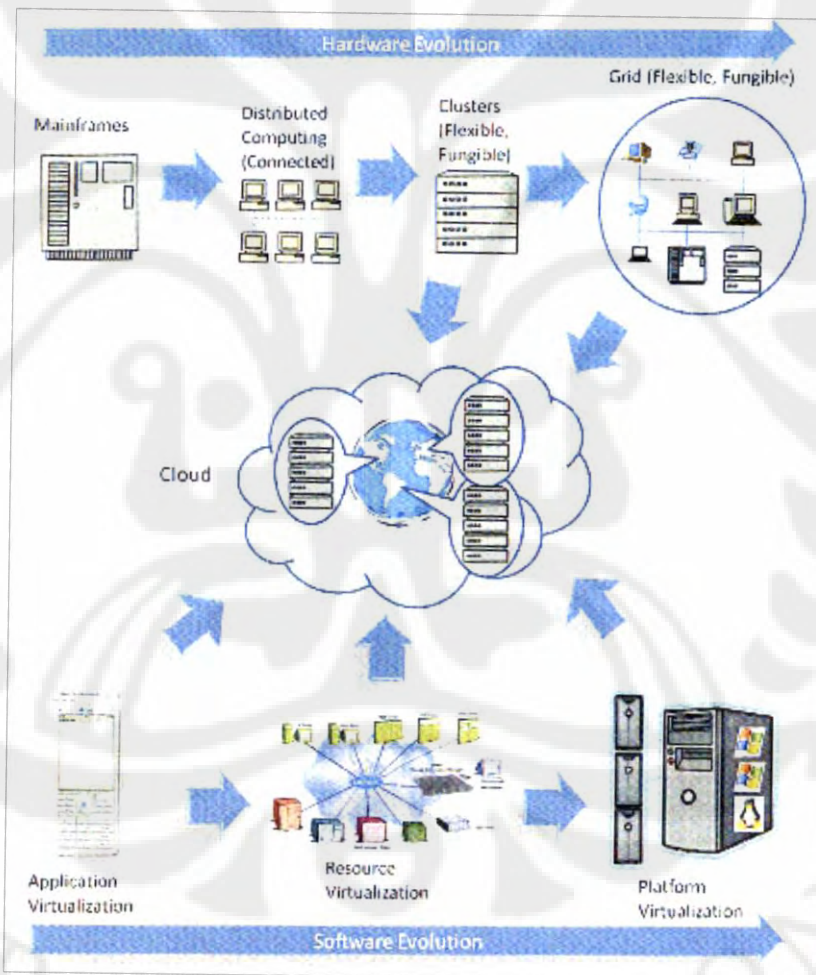 Hardware Evolution
Grid (Flexible, Fungible)
Mainframes
Distributed
Computing
(Connected)
Clusters
(Flexible,
Fungible)
Cloud
Application
Virtualization
Resource
Virtualization
Platform
Virtualization
Software Evolution